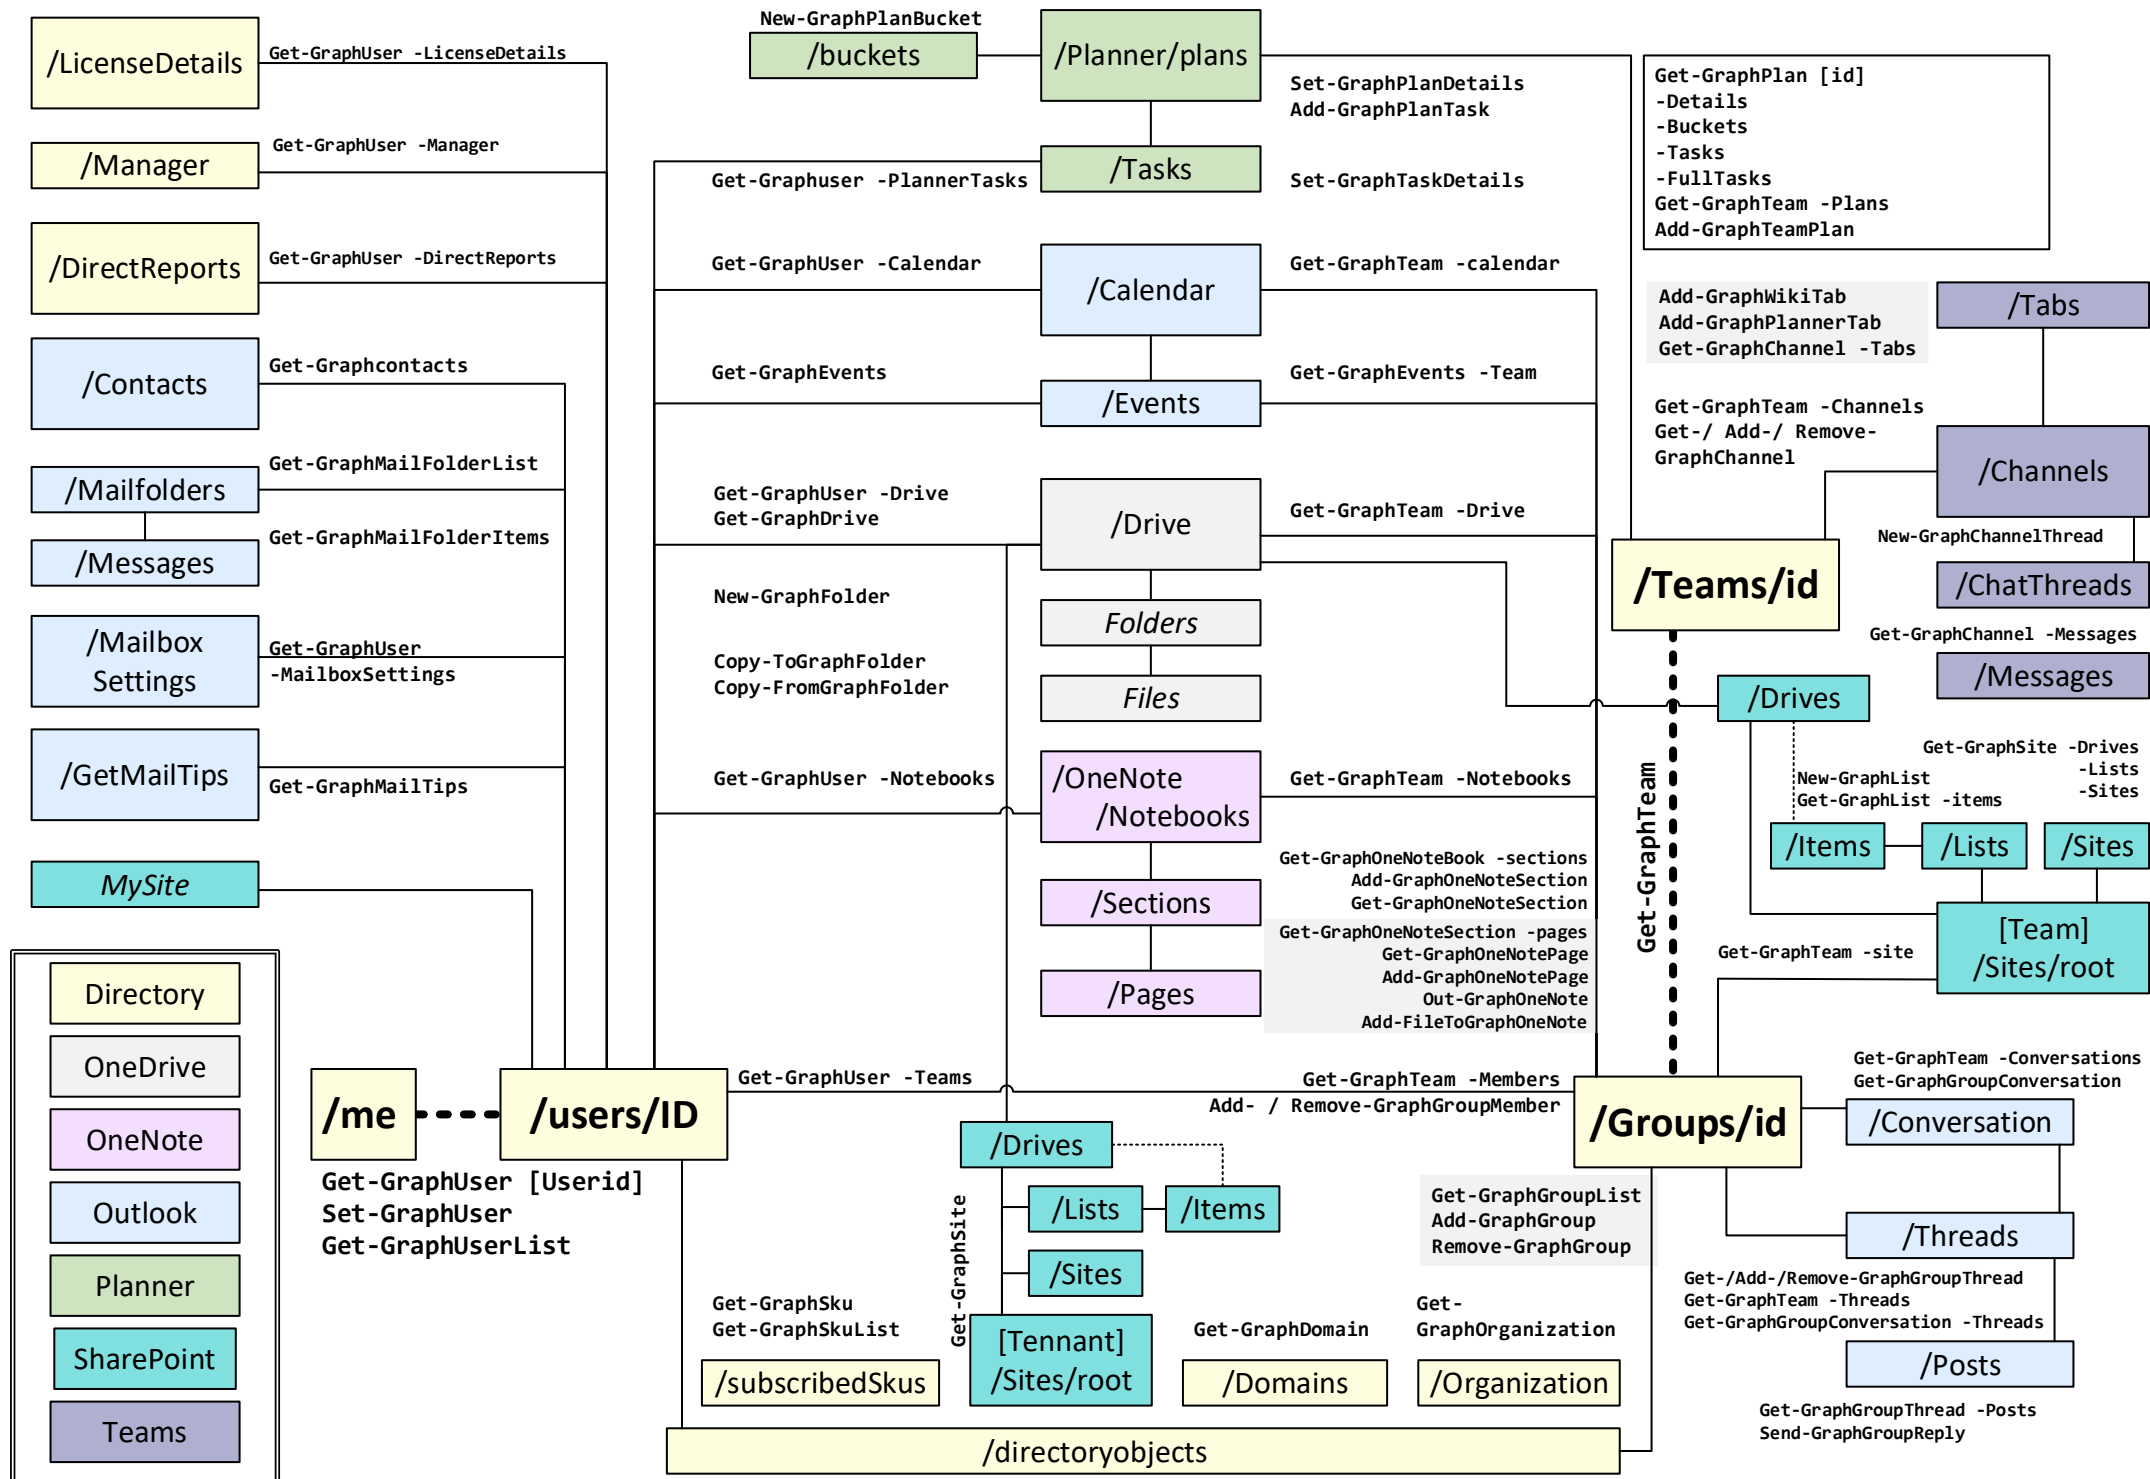 /LicenseDetails
Get-GraphUser -LicenseDetails
/Manager
Get-GraphUser -Manager
/DirectReports
Get-GraphUser -DirectReports
/Contacts
Get-Graphcontacts
/Mailfolders
Get-GraphMailFolderList
Get-GraphMailFolderItems
/Messages
/Mailbox
Settings
Get-GraphUser
-MailboxSettings
/GetMailTips
Get-GraphMailTips
MySite
Directory
OneDrive
OneNote
Outlook
Planner
SharePoint
Teams
/me
/users/ID
Get-GraphUser [Userid]
Set-GraphUser
Get-GraphUserList
New-GraphPlanBucket
/buckets
/Planner/plans
Set-GraphPlanDetails
Add-GraphPlanTask
/Tasks
Get-Graphuser -PlannerTasks
Set-GraphTaskDetails
Get-GraphUser -Calendar
/Calendar
Get-GraphTeam -calendar
Get-GraphEvents
/Events
Get-GraphEvents -Team
Get-GraphUser -Drive
Get-GraphDrive
/Drive
Get-GraphTeam -Drive
New-GraphFolder
Folders
Copy-ToGraphFolder
Copy-FromGraphFolder
Files
Get-GraphUser -Notebooks
/OneNote
/Notebooks
Get-GraphTeam -Notebooks
Get-GraphOneNoteBook -sections
Add-GraphOneNoteSection
Get-GraphOneNoteSection
/Sections
Get-GraphOneNoteSection -pages
Get-GraphOneNotePage
Add-GraphOneNotePage
Out-GraphOneNote
Add-FileToGraphOneNote
/Pages
Get-GraphUser -Teams
Get-GraphTeam -Members
Add- / Remove-GraphGroupMember
/Drives
/Lists
/Items
/Sites
Get-GraphSite
[Tennant]
/Sites/root
Get-GraphSku
Get-GraphSkuList
/subscribedSkus
Get-GraphDomain
/Domains
Get-
GraphOrganization
/Organization
/directoryobjects
Get-GraphPlan [id]
-Details
-Buckets
-Tasks
-FullTasks
Get-GraphTeam -Plans
Add-GraphTeamPlan
Add-GraphWikiTab
Add-GraphPlannerTab
Get-GraphChannel -Tabs
/Tabs
Get-GraphTeam -Channels
Get-/ Add-/ Remove-
GraphChannel
/Channels
New-GraphChannelThread
/ChatThreads
/Teams/id
Get-GraphChannel -Messages
/Messages
/Drives
Get-GraphSite -Drives
-Lists
-Sites
New-GraphList
Get-GraphList -items
/Items
/Lists
/Sites
Get-GraphTeam
[Team]
/Sites/root
Get-GraphTeam -site
/Groups/id
Get-GraphTeam -Conversations
Get-GraphGroupConversation
/Conversation
Get-GraphGroupList
Add-GraphGroup
Remove-GraphGroup
/Threads
Get-/Add-/Remove-GraphGroupThread
Get-GraphTeam -Threads
Get-GraphGroupConversation -Threads
/Posts
Get-GraphGroupThread -Posts
Send-GraphGroupReply